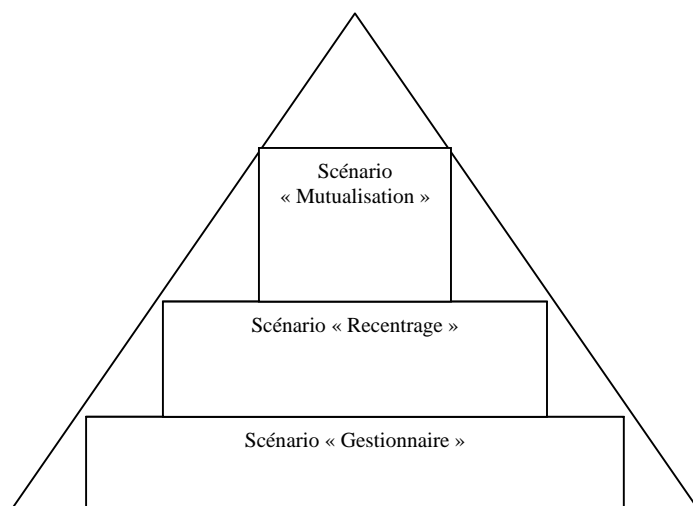 Scénario
« Mutualisation »
Scénario « Recentrage »
Scénario « Gestionnaire »